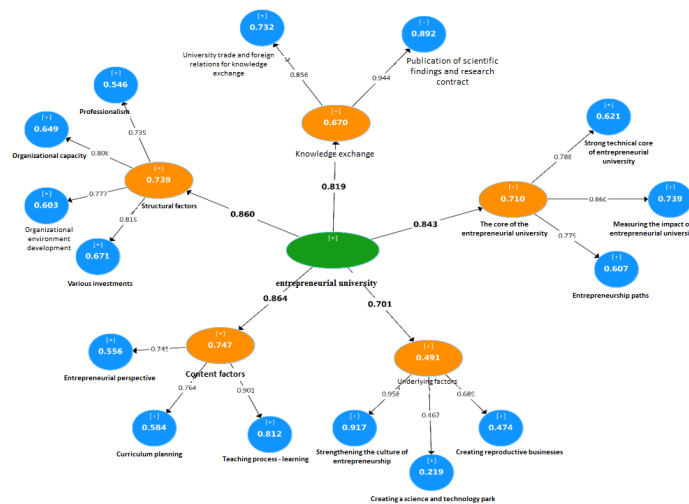 [+]
0.732
University trade and foreign
relations for knowledge
exchange
[+]
0.892
Publication of scientific
findings and research
contract
0.856
0.944
[+]
0.670
Knowledge exchange
0.819
[+]
0.546
Professionalism
[+]
0.649
Organizational capacity
[+]
0.603
Organizational
environment
development
[+]
0.671
Various investments
0.739
0.806
0.777
0.819
[+]
0.739
Structural factors
0.860
[+]
entrepreneurial university
0.843
[+]
0.710
The core of the
entrepreneurial university
0.788
0.860
0.779
[+]
0.621
Strong technical core
of entrepreneurial
university
[+]
0.739
Measuring the impact o
entrepreneurial universi
[+]
0.607
Entrepreneurship paths
0.864
[+]
0.747
Content factors
0.745
0.764
0.901
[+]
0.556
Entrepreneurial perspective
[+]
0.584
Curriculum planning
[+]
0.812
Teaching process - learning
0.701
[+]
0.491
Underlying factors
0.958
0.467
0.689
[+]
0.917
Strengthening the culture of
entrepreneurship
[+]
0.219
Creating a science and technology park
[+]
0.474
Creating reproductive businesses